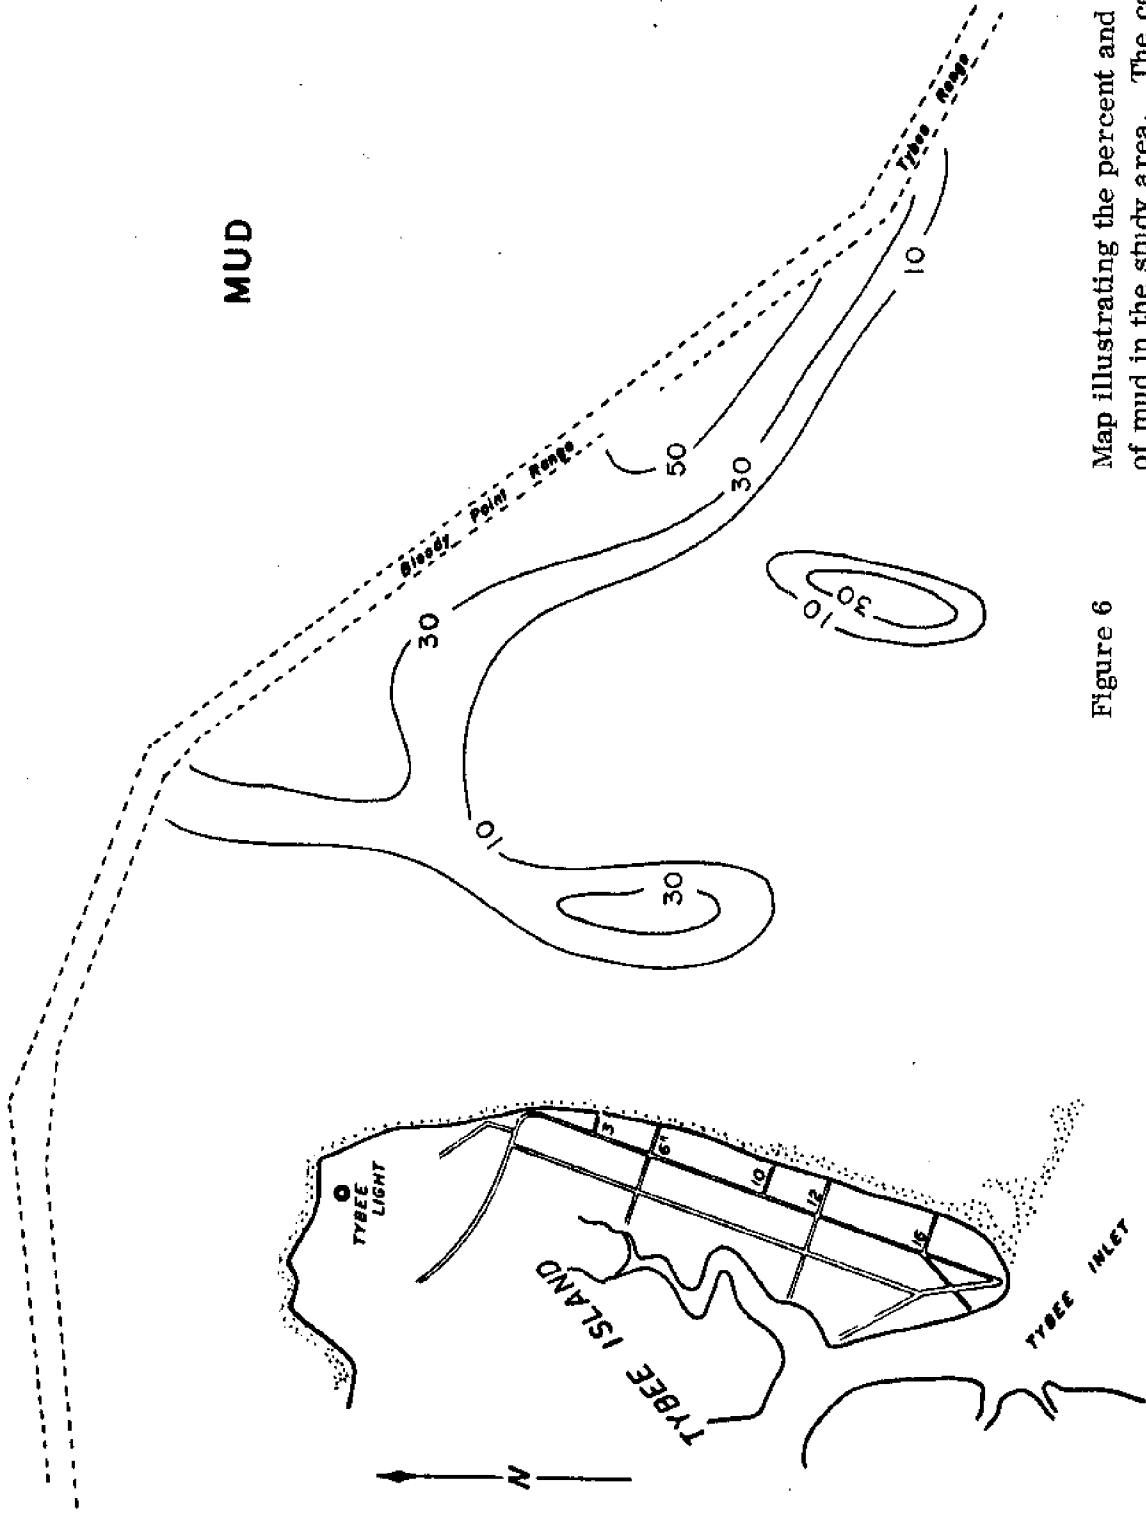 MUD
Tybee Range
Bloody Point Range
50
30
10
30
10
30
10
30
TYBEE
LIGHT
3
6
10
12
16
TYBEE ISLAND
TYBEE INLET
N
Figure 6
Map illustrating the percent and
of mud in the study area. The